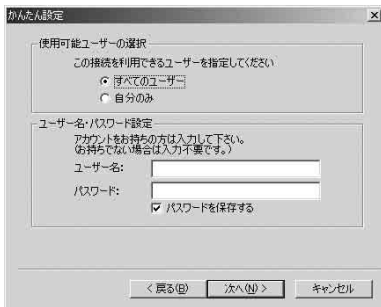 かんたん設定
使用可能ユーザーの選択
この接続を利用できるユーザーを指定してください
すべてのユーザー
自分のみ
ユーザー名・パスワード設定
アカウントをお持ちの方は入力して下さい。
(お持ちでない場合は入力不要です。)
ユーザー名:
パスワード:
パスワードを保存する
< 戻る(B)
次へ(N) >
キャンセル